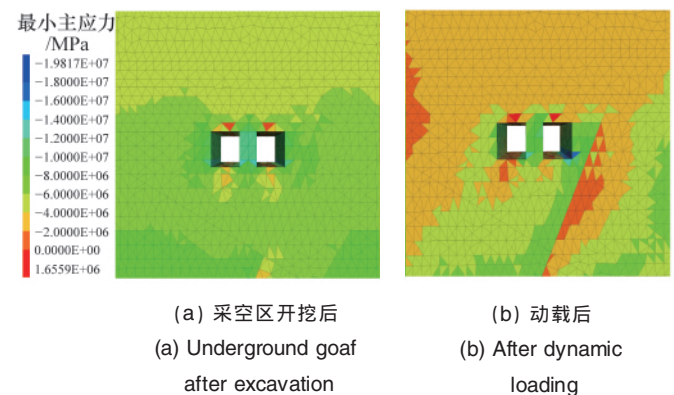 最小主应力
/MPa
−1.9817E+07
−1.8000E+07
−1.6000E+07
−1.4000E+07
−1.2000E+07
−1.0000E+07
−8.0000E+06
−6.0000E+06
−4.0000E+06
−2.0000E+06
0.0000E+00
1.6559E+06
(a) 采空区开挖后
(a) Underground goaf
after excavation
(b) 动载后
(b) After dynamic
loading